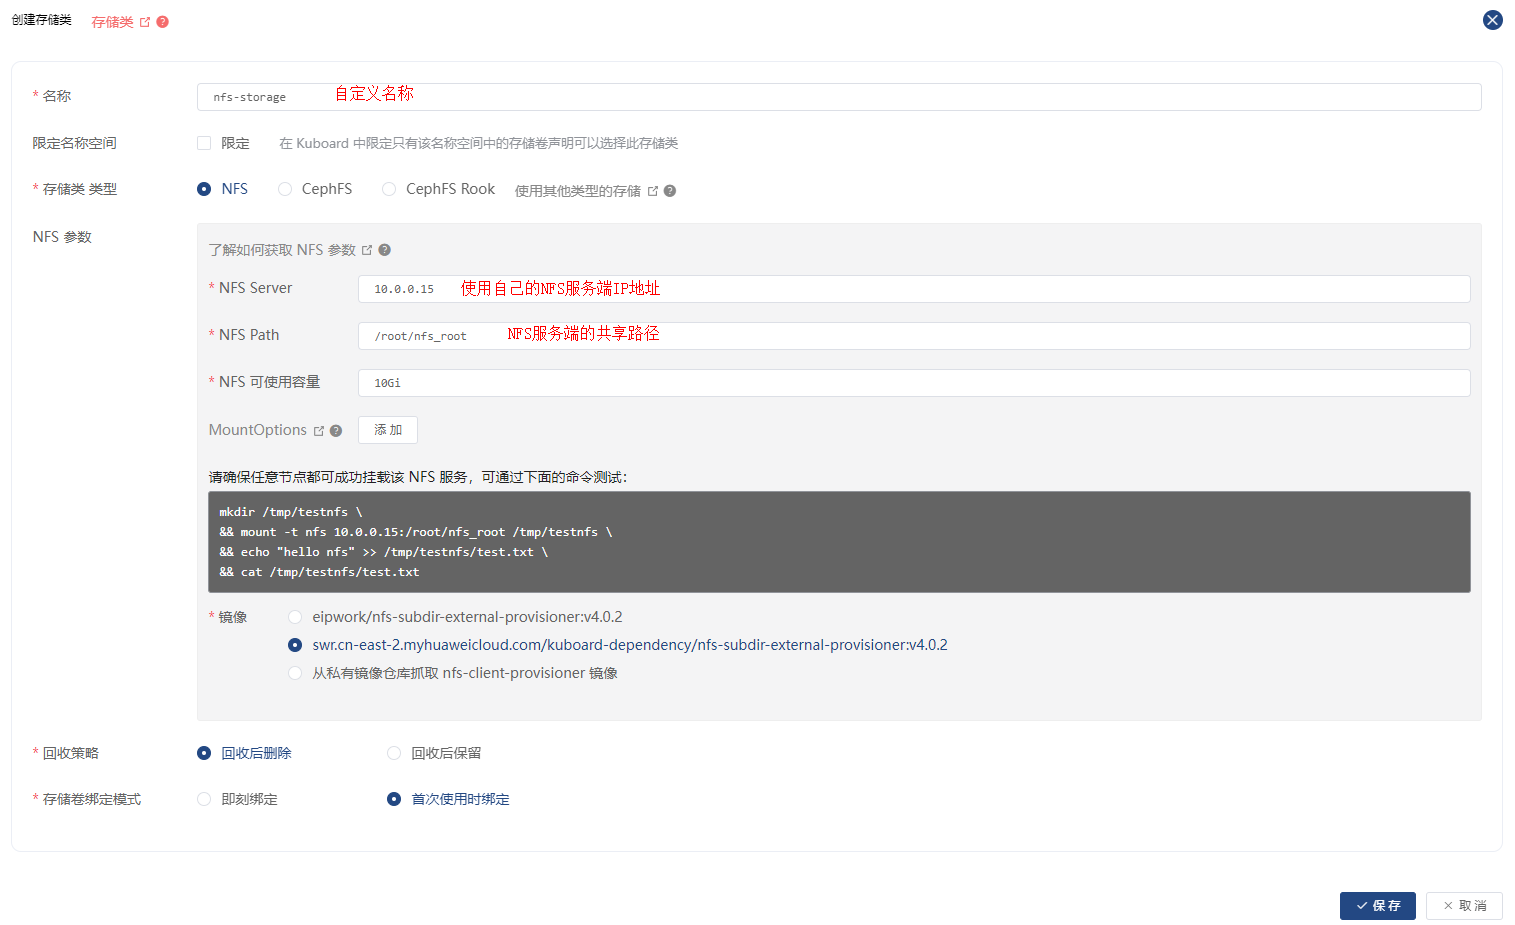 创建存储类 存储类
* 名称 nfs-storage 自定义名称
限定名称空间 限定 在 Kuboard 中限定只有该名称空间中的存储卷声明可以选择此存储类
* 存储类 类型 NFS CephFS CephFS Rook 使用其他类型的存储
NFS 参数
了解如何获取 NFS 参数
* NFS Server 10.0.0.15 使用自己的NFS服务端IP地址
* NFS Path /root/nfs_root NFS服务端的共享路径
* NFS 可使用容量 10Gi
MountOptions 添 加
请确保任意节点都可成功挂载该 NFS 服务，可通过下面的命令测试：
mkdir /tmp/testnfs \
&& mount -t nfs 10.0.0.15:/root/nfs_root /tmp/testnfs \
&& echo "hello nfs" >> /tmp/testnfs/test.txt \
&& cat /tmp/testnfs/test.txt
* 镜像 eipwork/nfs-subdir-external-provisioner:v4.0.2
swr.cn-east-2.myhuaweicloud.com/kuboard-dependency/nfs-subdir-external-provisioner:v4.0.2
从私有镜像仓库抓取 nfs-client-provisioner 镜像
* 回收策略 回收后删除 回收后保留
* 存储卷绑定模式 即刻绑定 首次使用时绑定
保 存 取 消